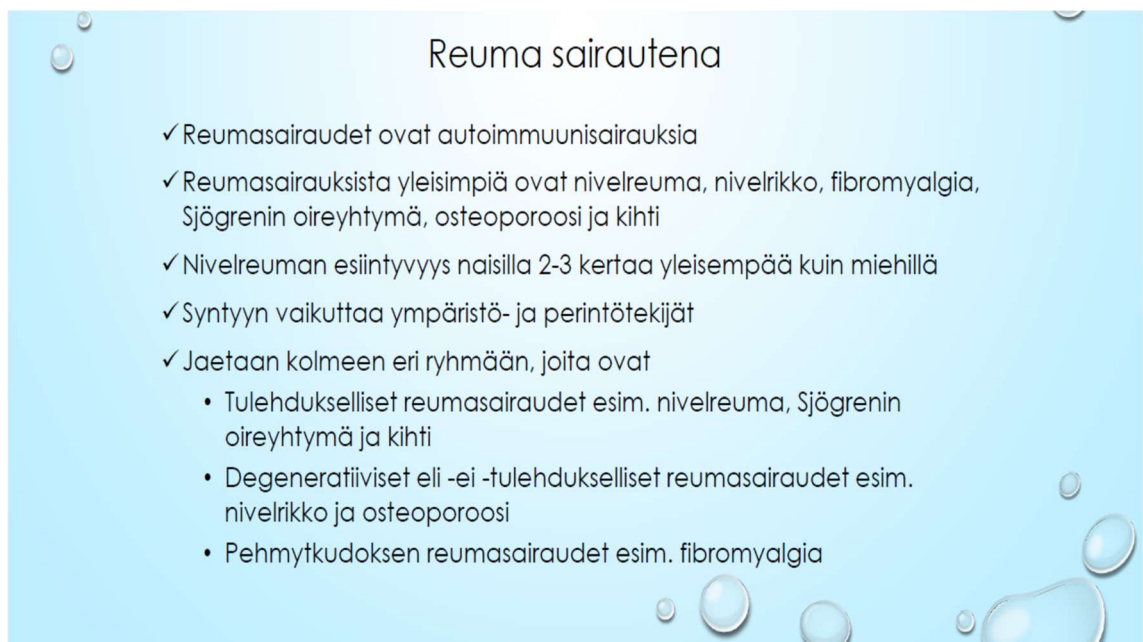 Reuma sairautena
✓Reumasairaudet ovat autoimmuunisairauksia
✓Reumasairauksista yleisimpiä ovat nivelreuma, nivelrikko, fibromyalgia,
Sjögrenin oireyhtymä, osteoporoosi ja kihti
✓Nivelreuman esiintyvyys naisilla 2-3 kertaa yleisempää kuin miehillä
✓Syntyyn vaikuttaa ympäristö- ja perintötekijät
✓Jaetaan kolmeen eri ryhmään, joita ovat
• Tulehdukselliset reumasairaudet esim. nivelreuma, Sjögrenin
oireyhtymä ja kihti
• Degeneratiiviset eli -ei -tulehdukselliset reumasairaudet esim.
nivelrikko ja osteoporoosi
• Pehmytkudoksen reumasairaudet esim. fibromyalgia